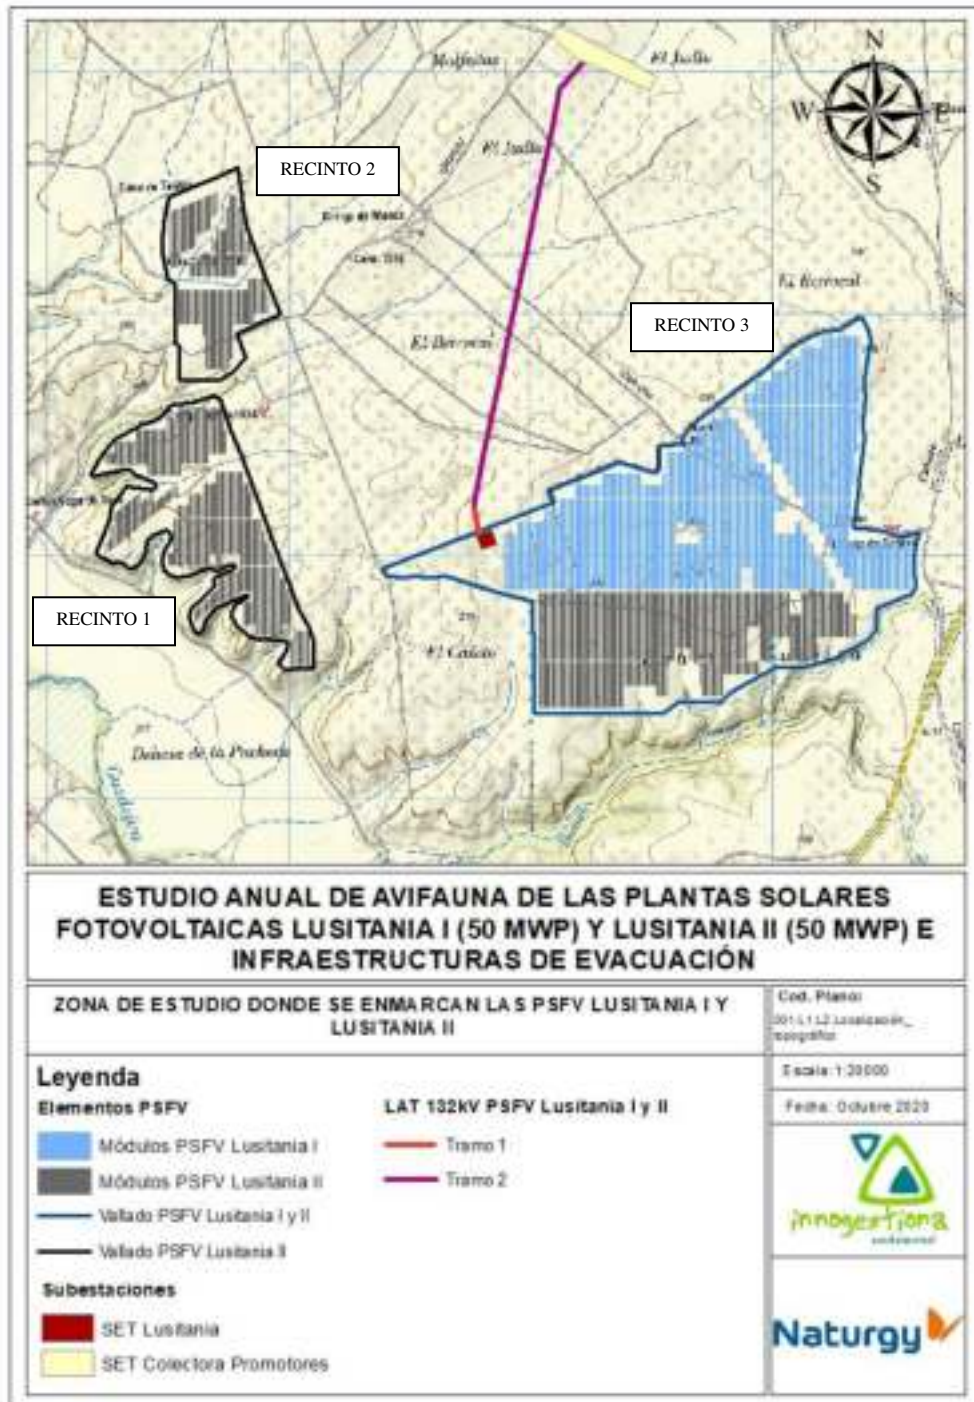 N
W
E
S
RECINTO 2
El Judío
El Judío
El Berrocal
RECINTO 3
El Berrocal
RECINTO 1
Dehesa de la Pacheca
ESTUDIO ANUAL DE AVIFAUNA DE LAS PLANTAS SOLARES
FOTOVOLTAICAS LUSITANIA I (50 MWP) Y LUSITANIA II (50 MWP) E
INFRAESTRUCTURAS DE EVACUACIÓN
ZONA DE ESTUDIO DONDE SE ENMARCAN LAS PSFV LUSITANIA I Y
LUSITANIA II
Cod. Plano:
Escala 1:20000
Fecha: Octubre 2020
Leyenda
Elementos PSFV
Módulos PSFV Lusitania I
Módulos PSFV Lusitania II
Vallado PSFV Lusitania I y II
Vallado PSFV Lusitania II
Subestaciones
SET Lusitania
SET Colectora Promotores
LAT 132kV PSFV Lusitania I y II
Tramo 1
Tramo 2
innogestiona
ambiental
Naturgy